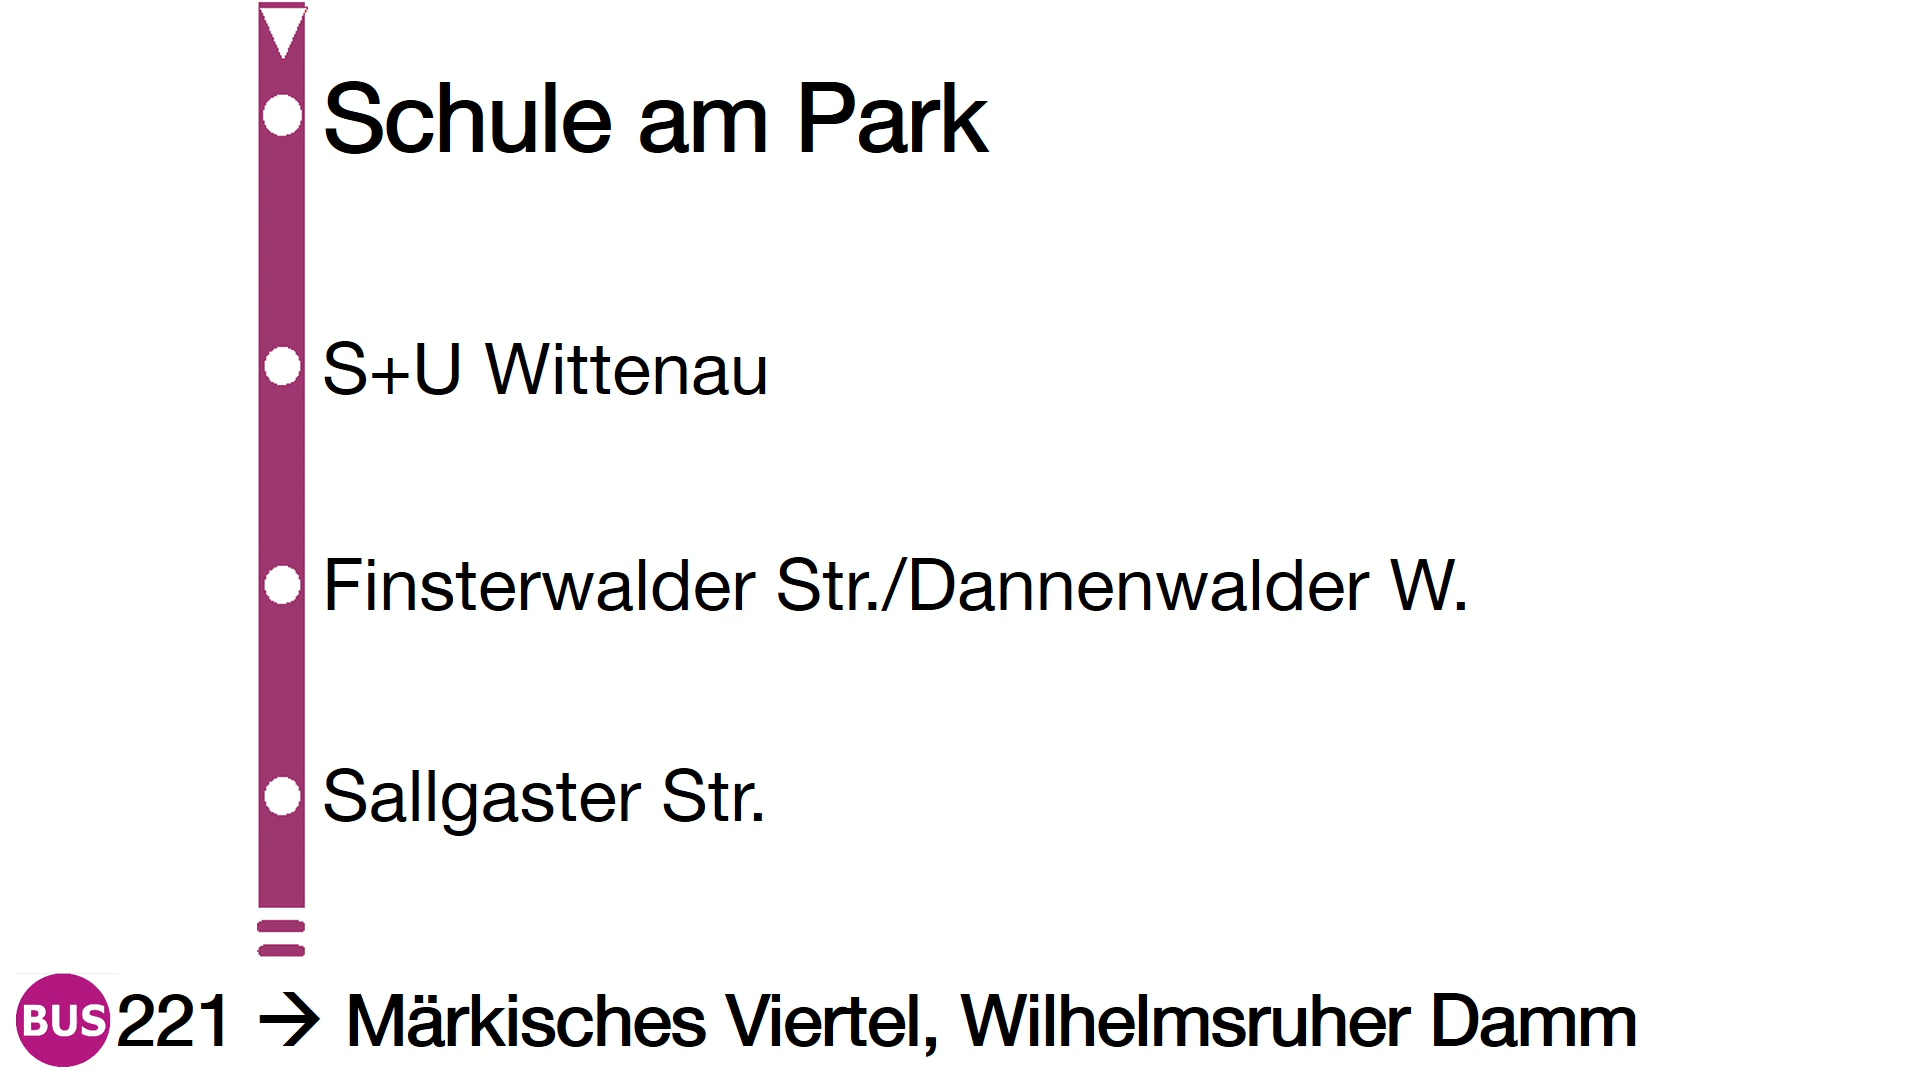 Schule am Park
S+U Wittenau
Finsterwalder Str./Dannenwalder W.
Sallgaster Str.
BUS 221 → Märkisches Viertel, Wilhelmsruher Damm